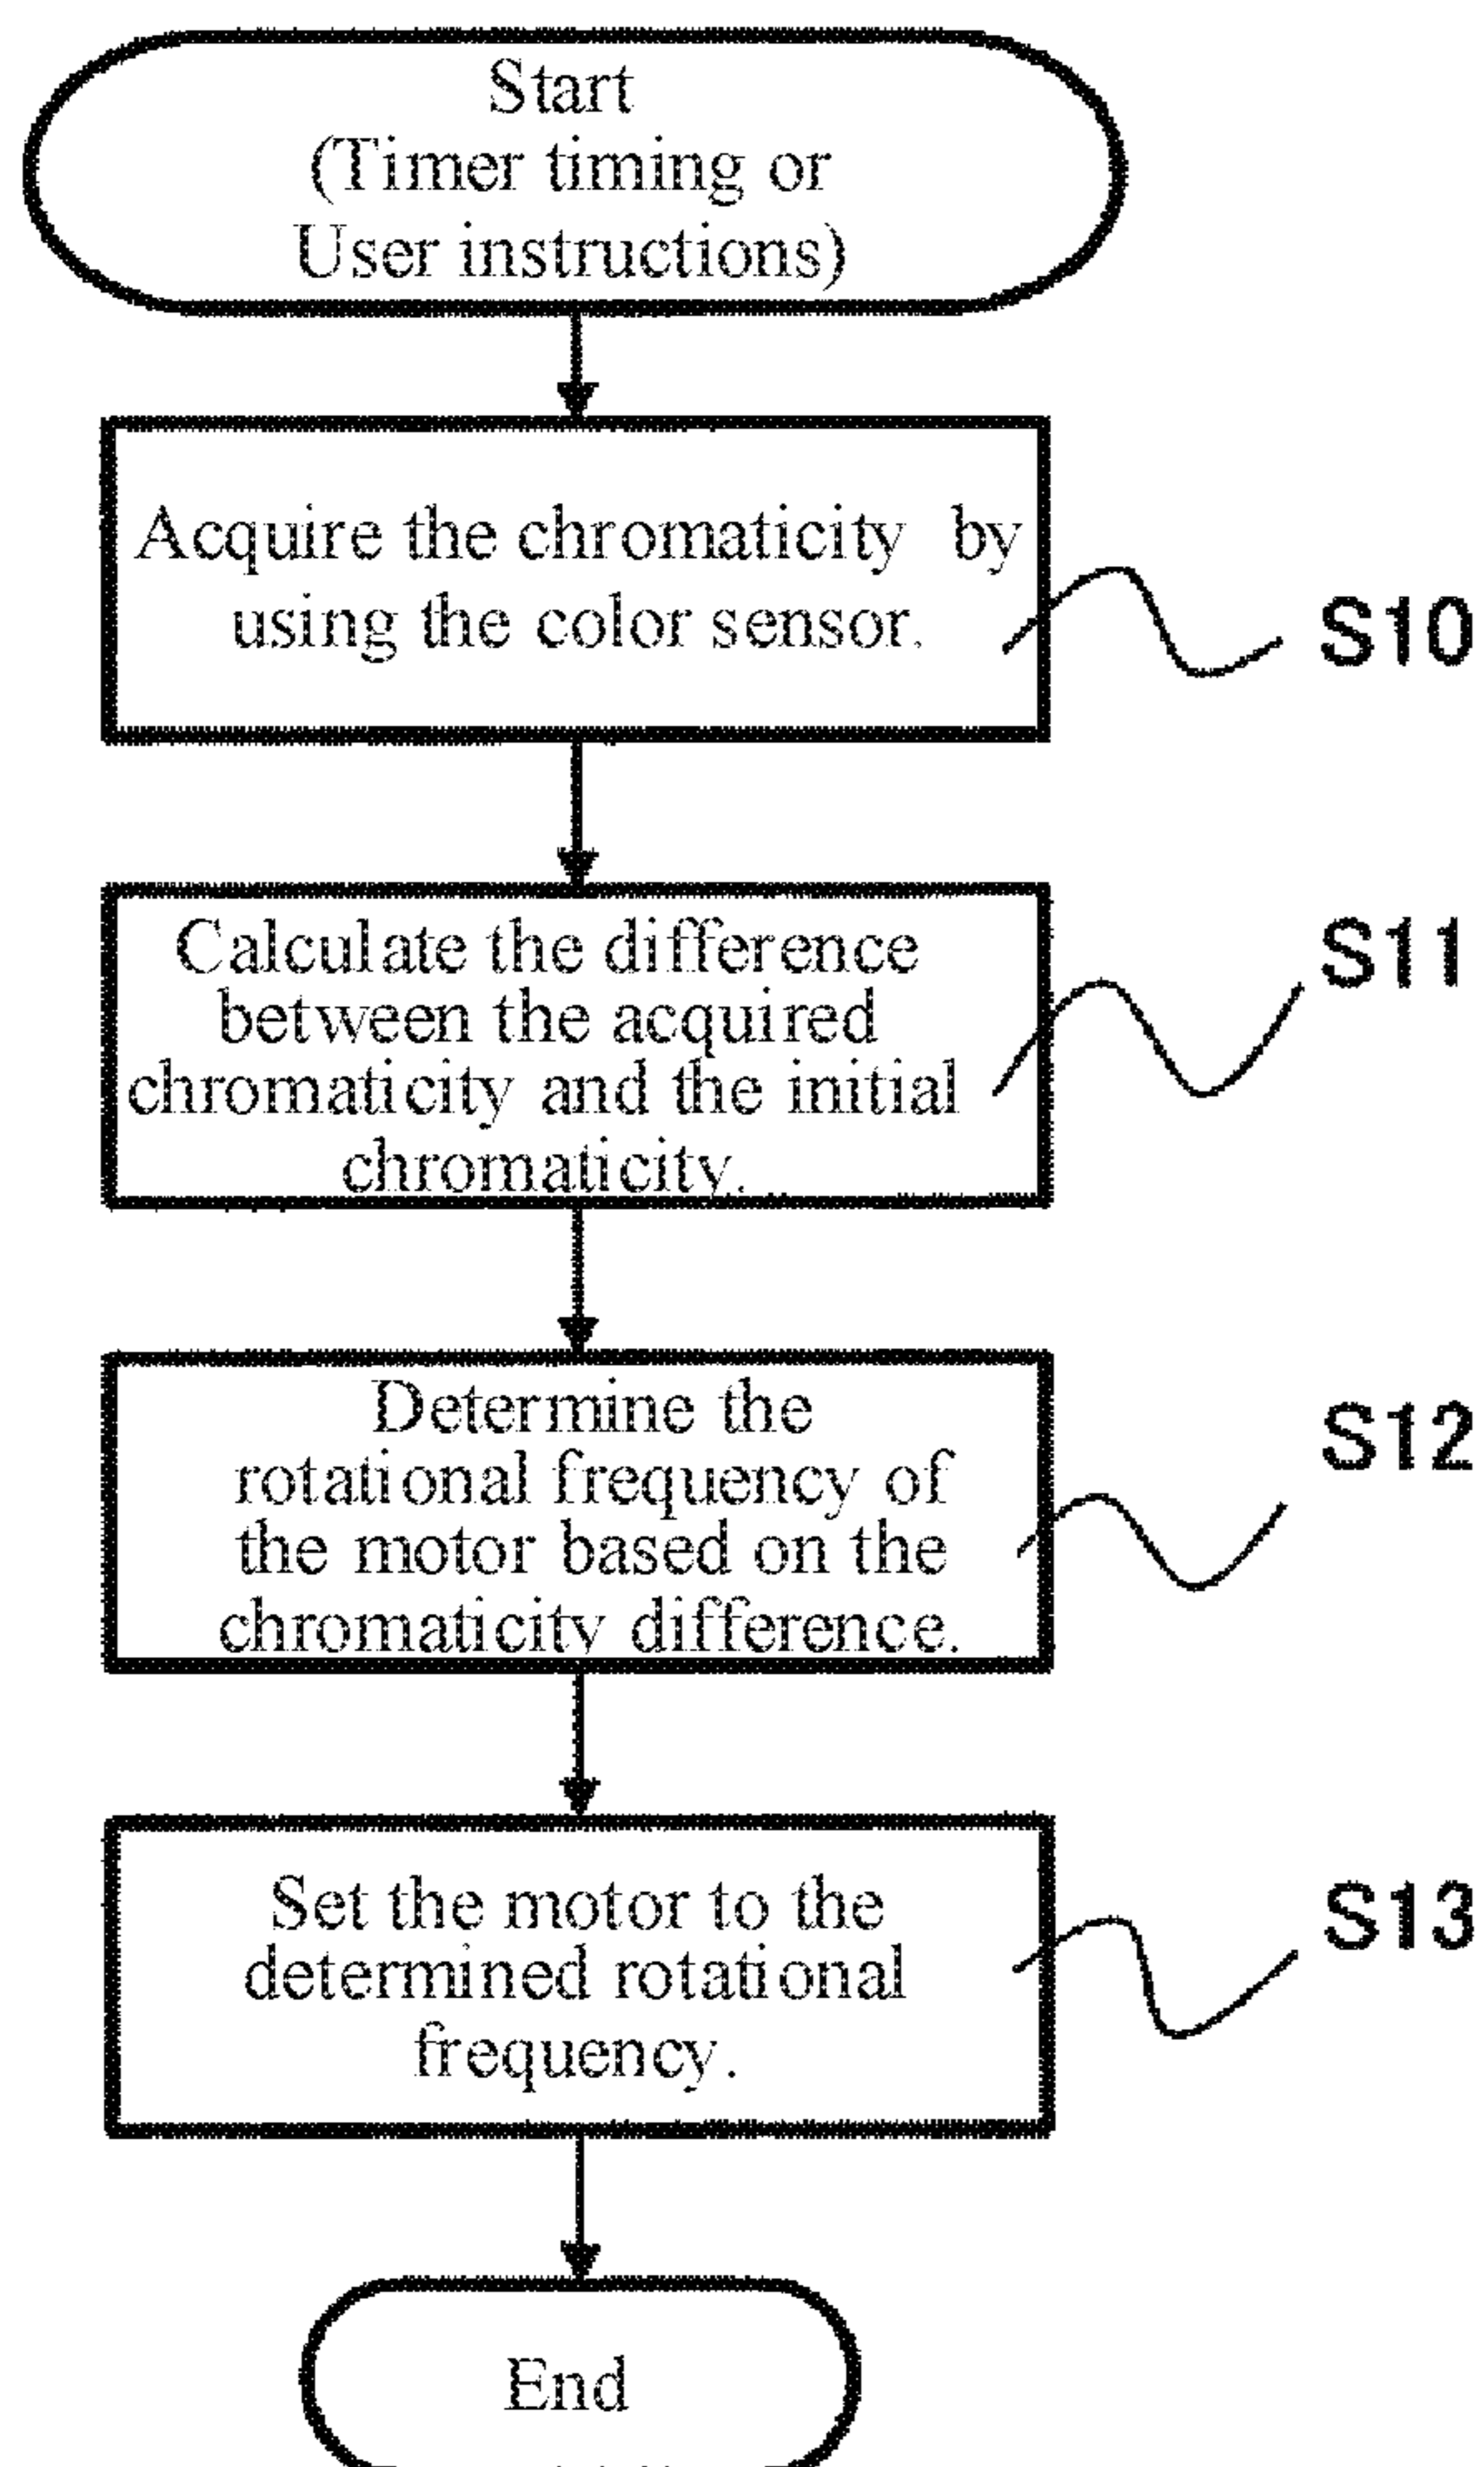 Start
(Timer timing or
User instructions)
Acquire the chromaticity by
using the color sensor.
S10
Calculate the difference
between the acquired
chromaticity and the initial
chromaticity.
S11
Determine the
rotational frequency of
the motor based on the
chromaticity difference.
S12
Set the motor to the
determined rotational
frequency.
S13
End